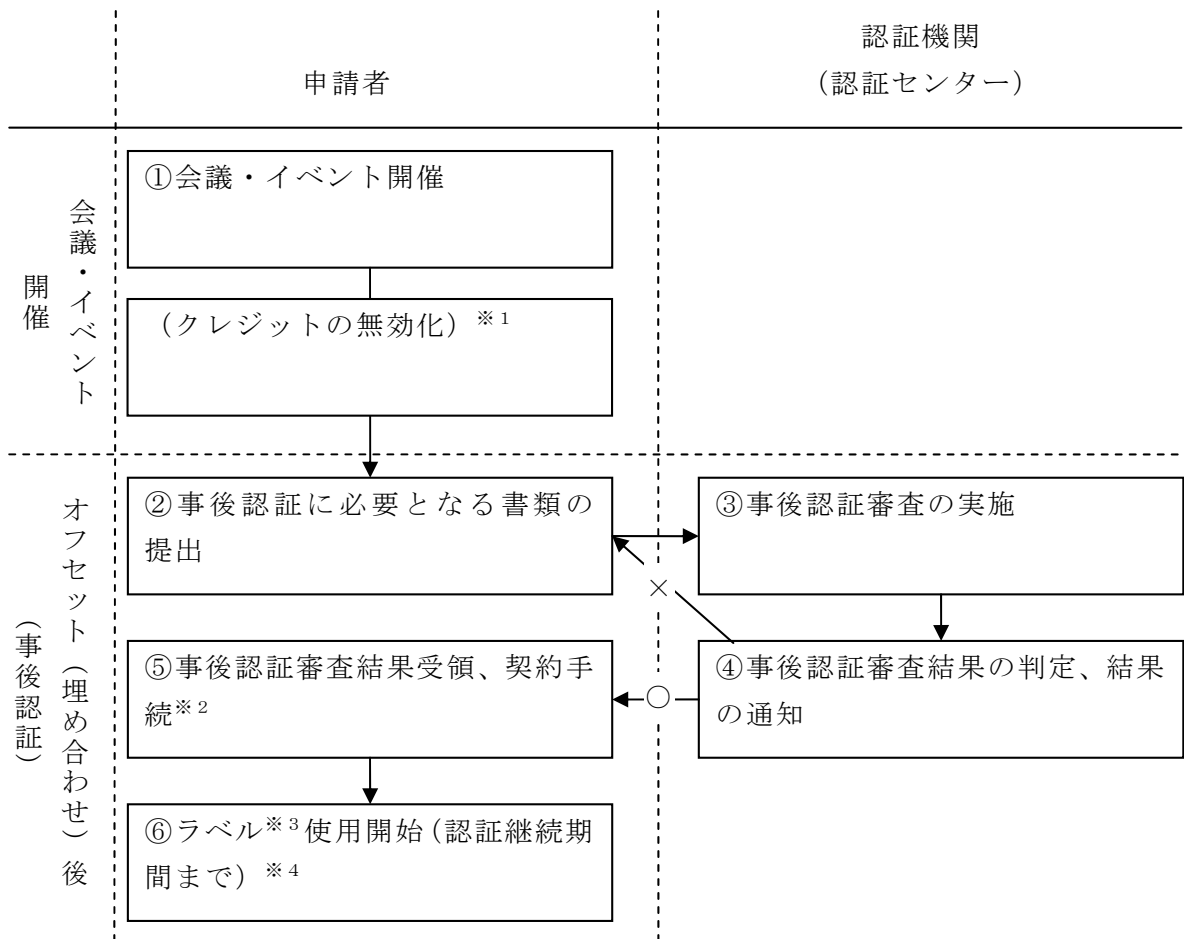 申請者
認証機関
（認証センター）
会議・イベント
開催
①会議・イベント開催
（クレジットの無効化）※1
オフセット（埋め合わせ）後
（事後認証）
②事後認証に必要となる書類の
提出
③事後認証審査の実施
×
④事後認証審査結果の判定、結果
の通知
○
⑤事後認証審査結果受領、契約手
続※2
⑥ラベル※3使用開始（認証継続期
間まで）※4